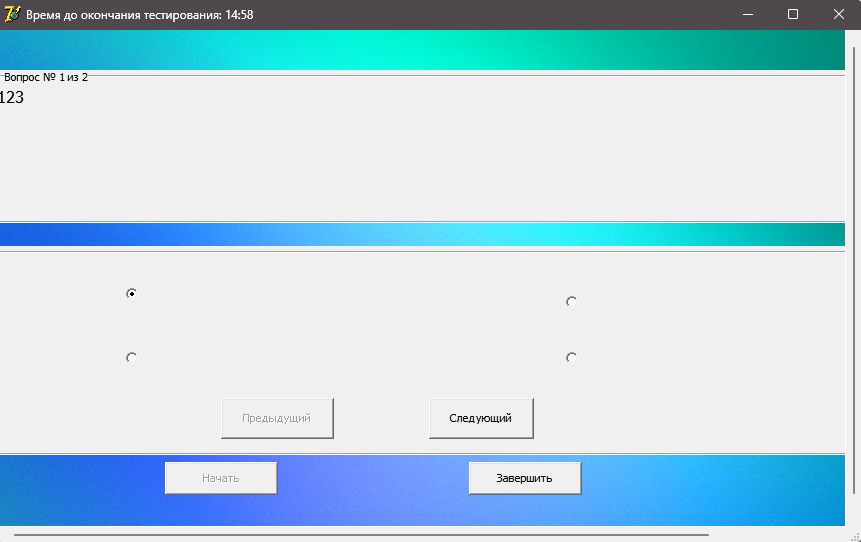 Время до окончания тестирования: 14:58
Вопрос № 1 из 2
123
Предыдущий
Следующий
Начать
Завершить